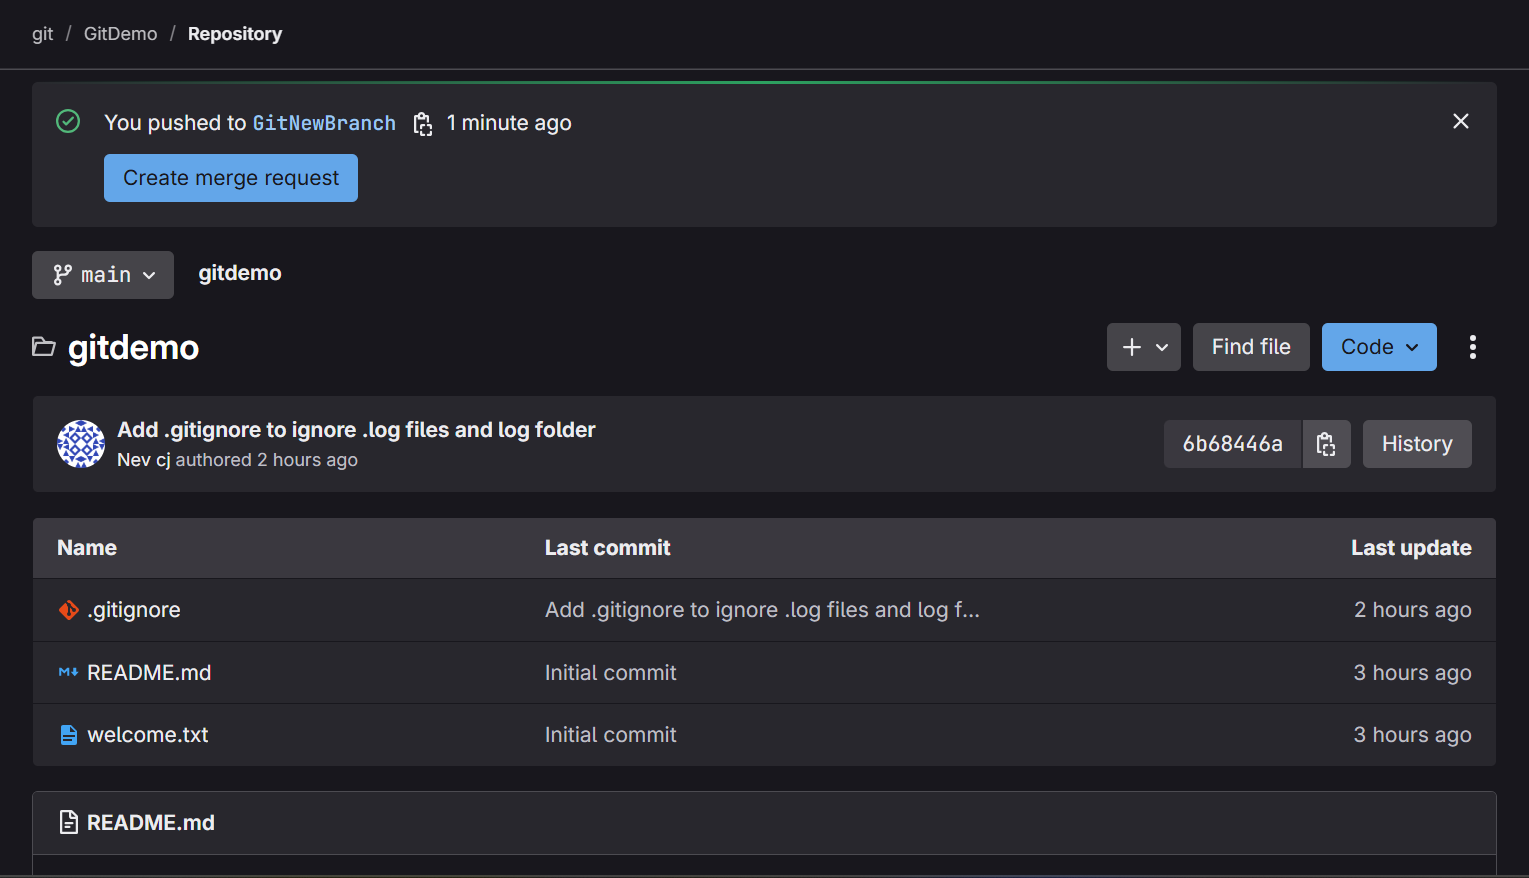 git / GitDemo / Repository
You pushed to GitNewBranch 1 minute ago
Create merge request
main gitdemo
gitdemo
Find file Code
Add .gitignore to ignore .log files and log folder
Nev cj authored 2 hours ago
6b68446a History
Name Last commit Last update
.gitignore Add .gitignore to ignore .log files and log f... 2 hours ago
README.md Initial commit 3 hours ago
welcome.txt Initial commit 3 hours ago
README.md